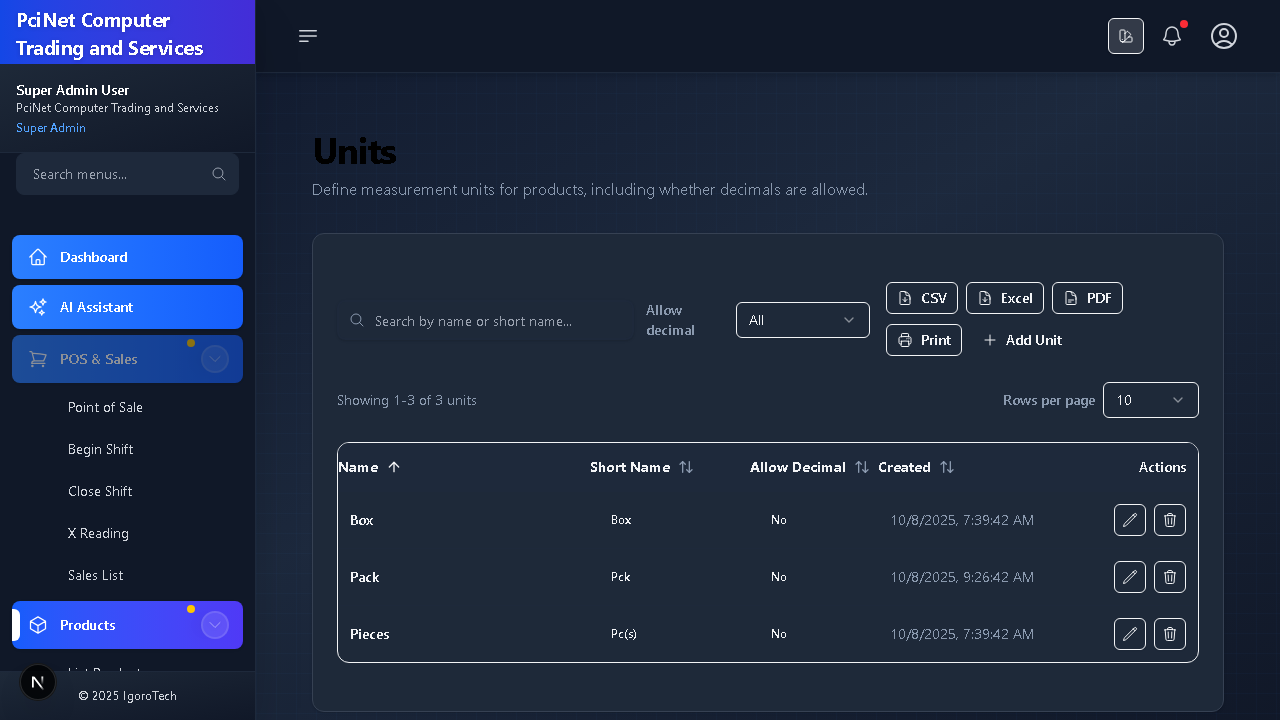 PciNet Computer
Trading and Services
Super Admin User
PciNet Computer Trading and Services
Super Admin
Search menus...
Dashboard
AI Assistant
POS & Sales
Point of Sale
Begin Shift
Close Shift
X Reading
Sales List
Products
N
© 2025 IgoroTech
Units
Define measurement units for products, including whether decimals are allowed.
Search by name or short name...
Allow
decimal
All
CSV
Excel
PDF
Print
Add Unit
Showing 1-3 of 3 units
Rows per page
10
Name Short Name Allow Decimal Created Actions
Box Box No 10/8/2025, 7:39:42 AM
Pack Pck No 10/8/2025, 9:26:42 AM
Pieces Pc(s) No 10/8/2025, 7:39:42 AM